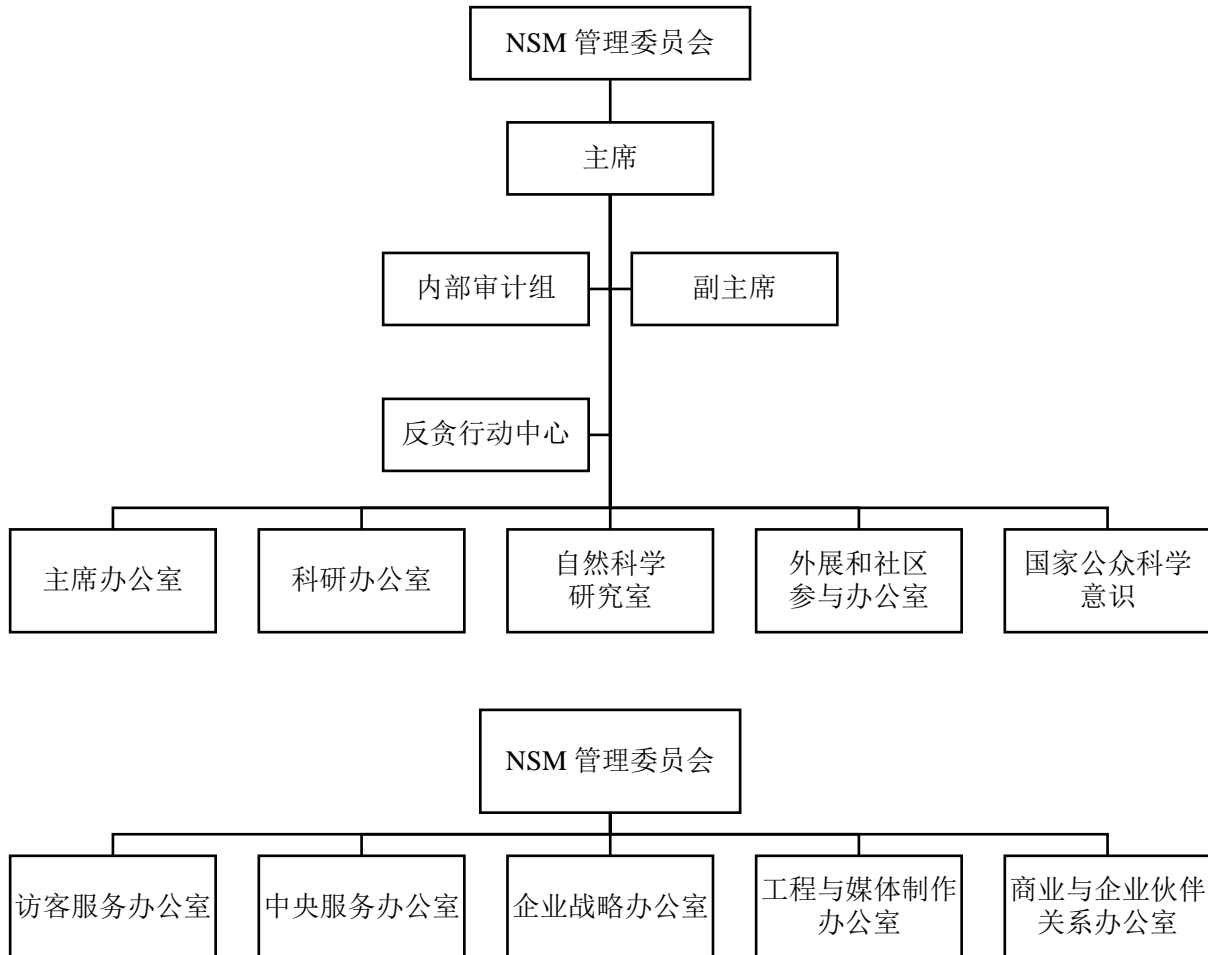 NSM 管理委员会
主席
内部审计组
副主席
反贪行动中心
主席办公室
科研办公室
自然科学
研究室
外展和社区
参与办公室
国家公众科学
意识
NSM 管理委员会
访客服务办公室
中央服务办公室
企业战略办公室
工程与媒体制作
办公室
商业与企业伙伴
关系办公室